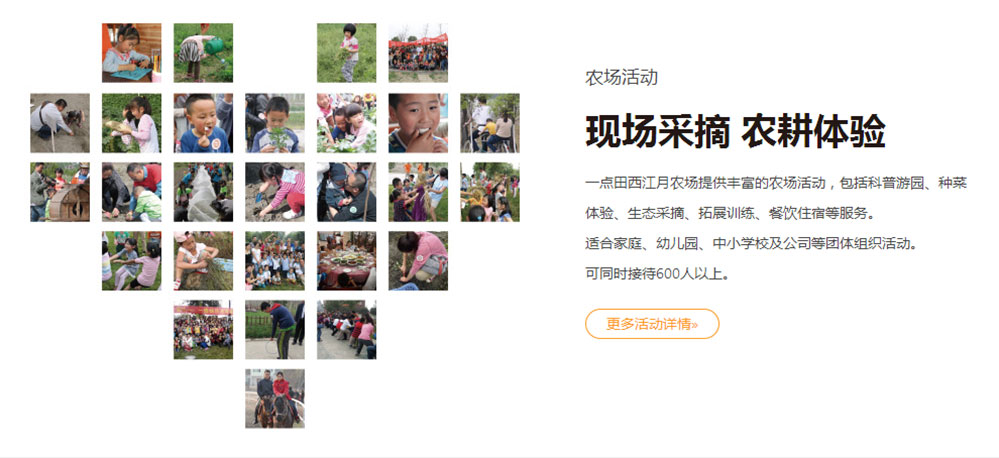 农场活动
现场采摘 农耕体验
一点田西江月农场提供丰富的农场活动，包括科普游园、种菜
体验、生态采摘、拓展训练、餐饮住宿等服务。
适合家庭、幼儿园、中小学校及公司等团体组织活动。
可同时接待600人以上。
更多活动详情»